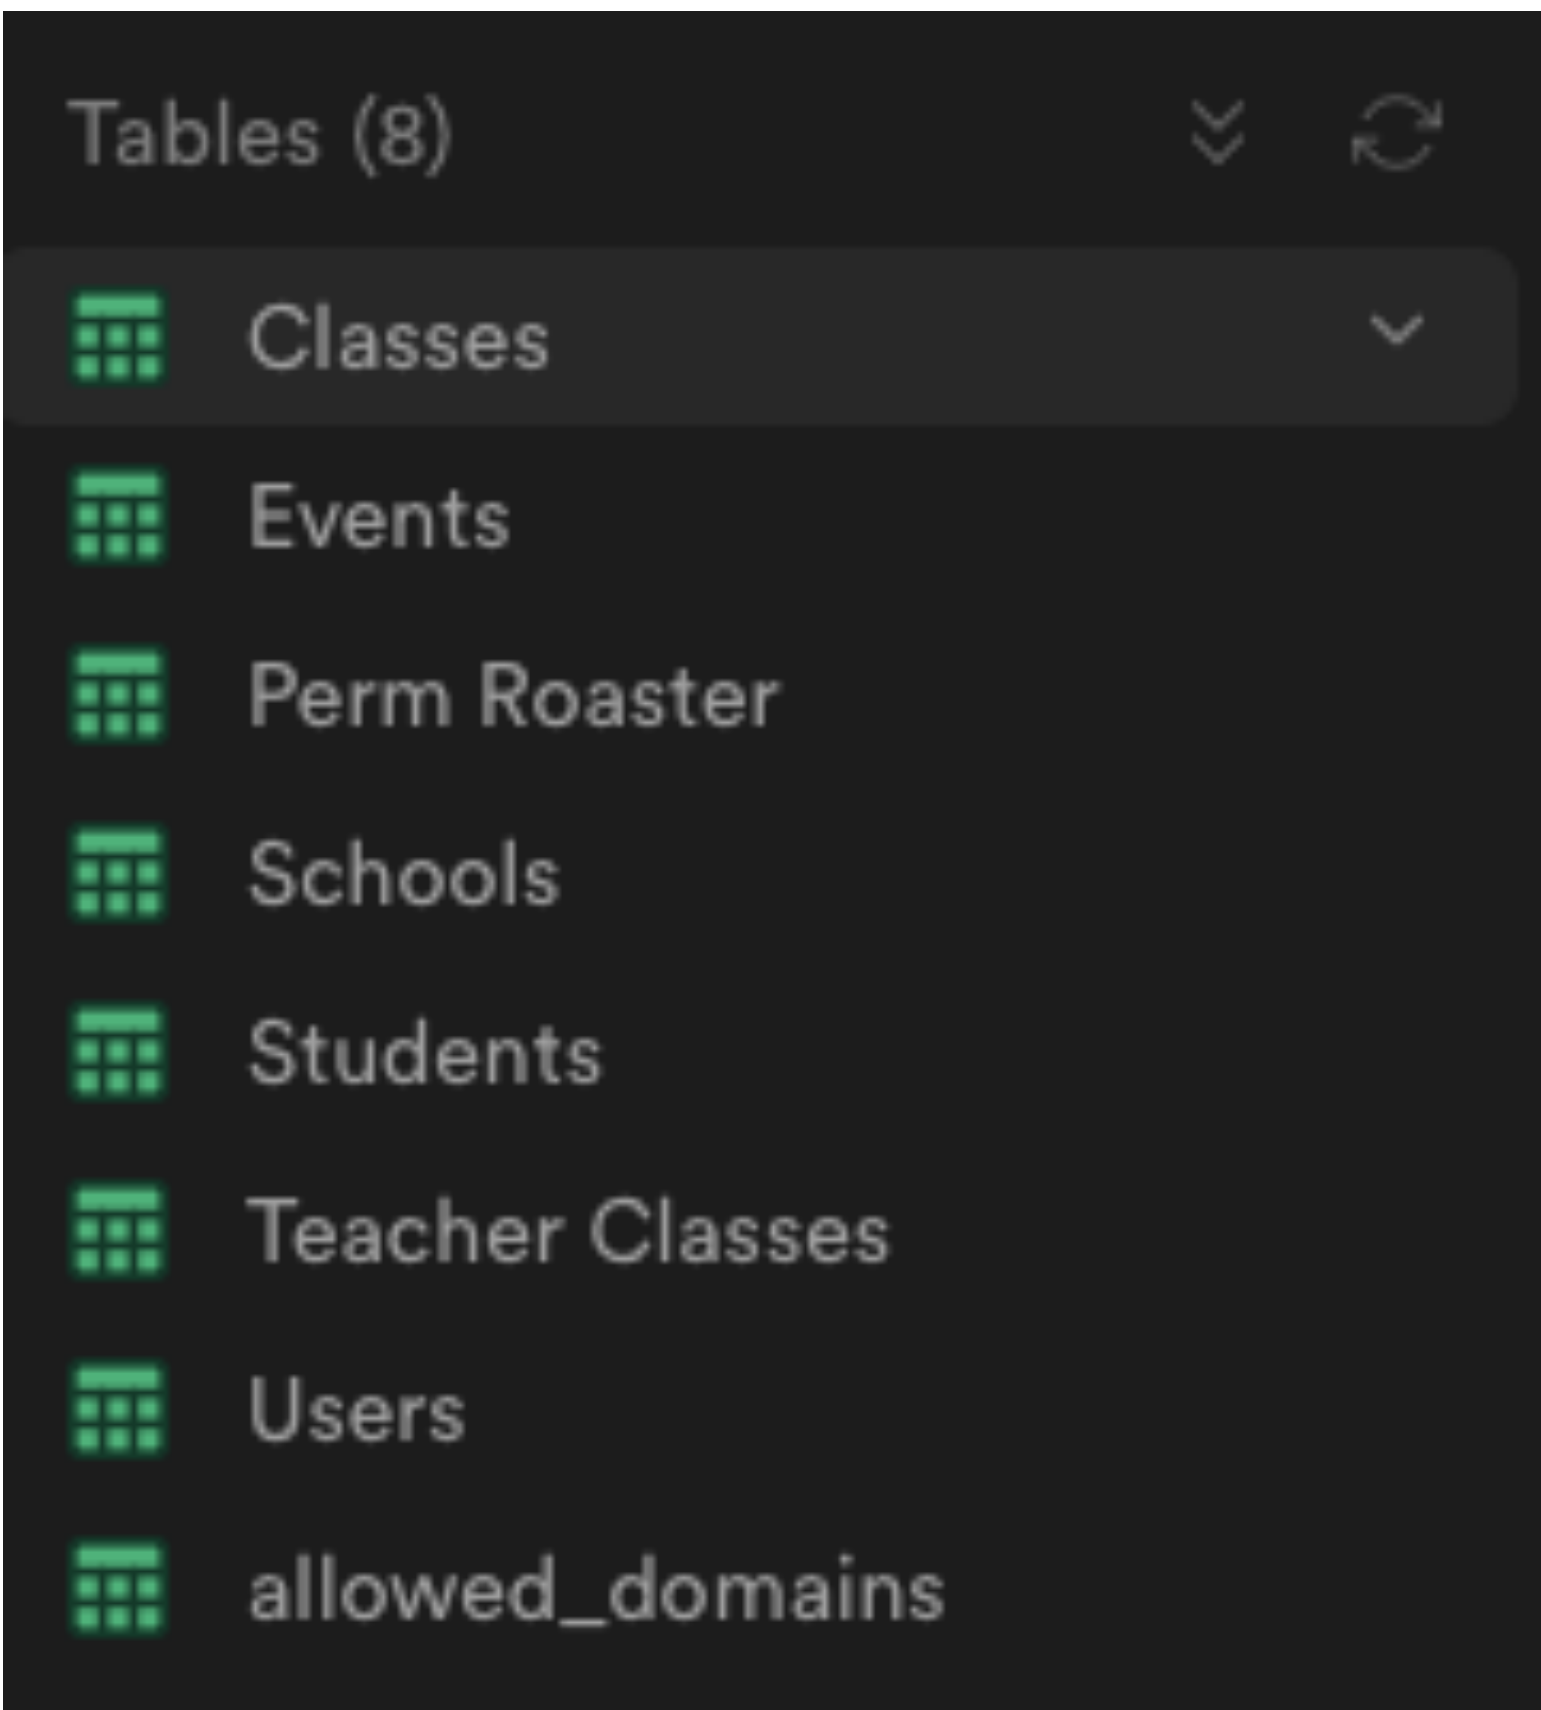 Tables (8)
Classes
Events
Perm Roaster
Schools
Students
Teacher Classes
Users
allowed_domains